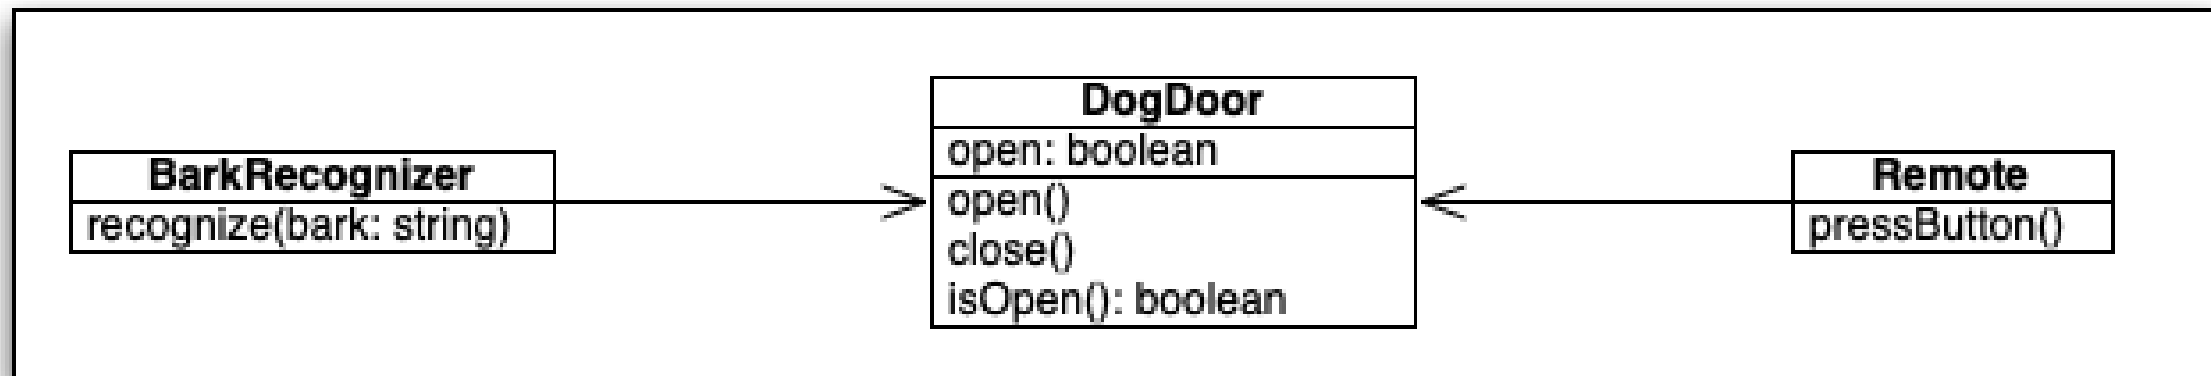 BarkRecognizer
recognize(bark: string)
DogDoor
open: boolean
open()
close()
isOpen(): boolean
Remote
pressButton()